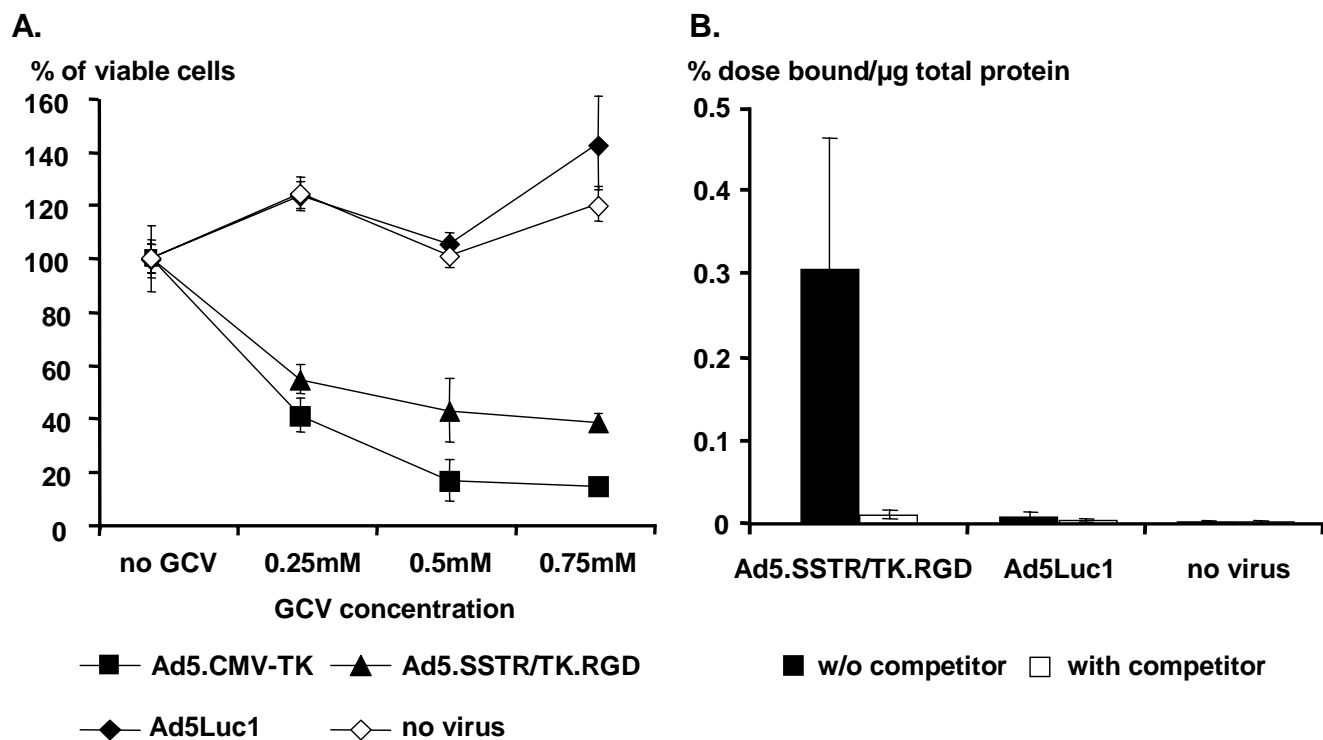 A.
% of viable cells
160
140
120
100
80
60
40
20
0
no GCV 0.25mM 0.5mM 0.75mM
GCV concentration
Ad5.CMV-TK Ad5.SSTR/TK.RGD
Ad5Luc1 no virus
B.
% dose bound/µg total protein
0.5
0.4
0.3
0.2
0.1
0
Ad5.SSTR/TK.RGD Ad5Luc1 no virus
w/o competitor with competitor